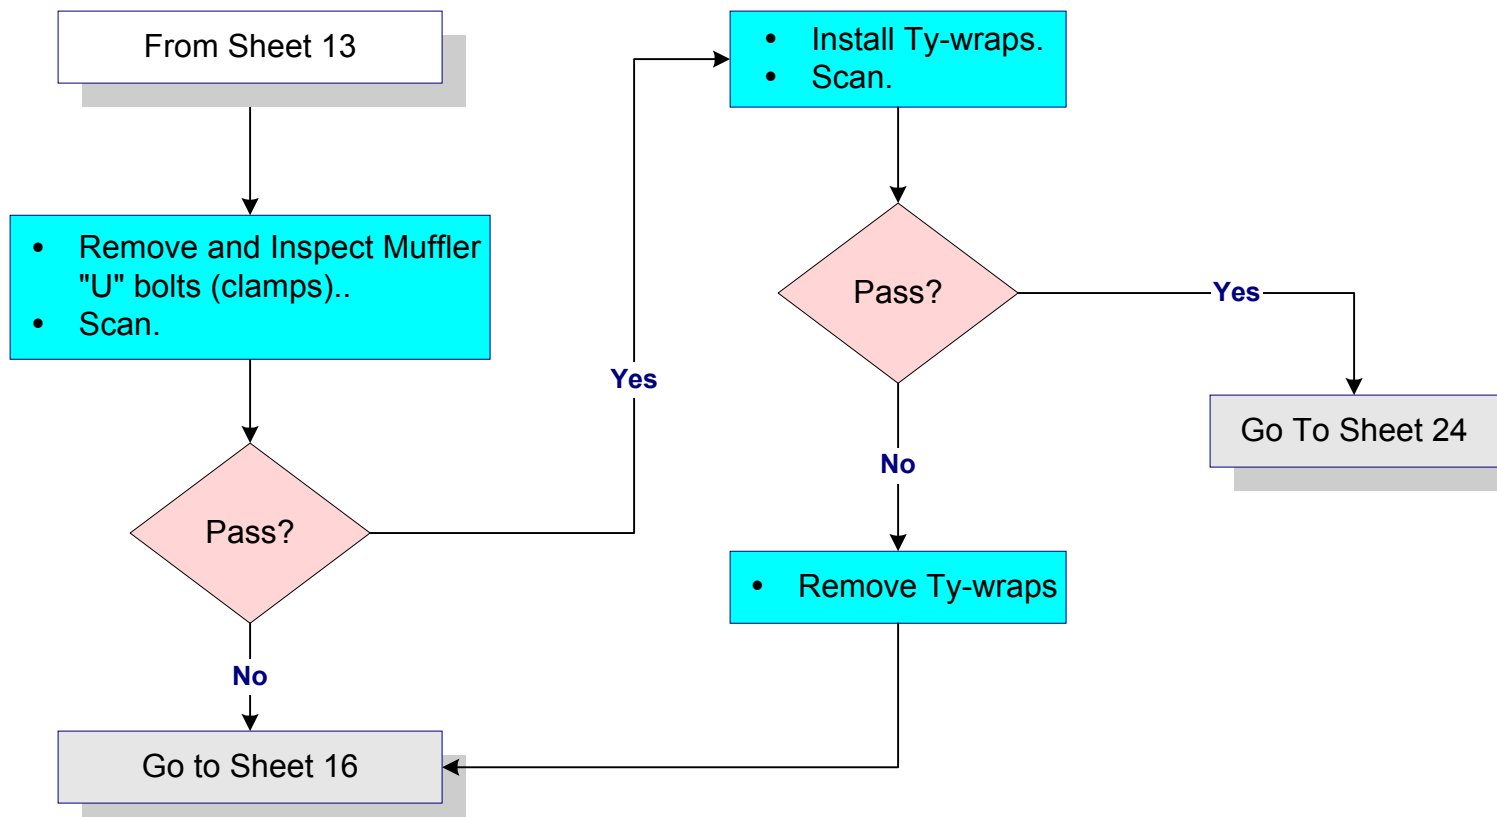 From Sheet 13
• Remove and Inspect Muffler
"U" bolts (clamps)..
• Scan.
Pass?
No
Go to Sheet 16
Yes
• Install Ty-wraps.
• Scan.
Pass?
Yes
Go To Sheet 24
No
• Remove Ty-wraps